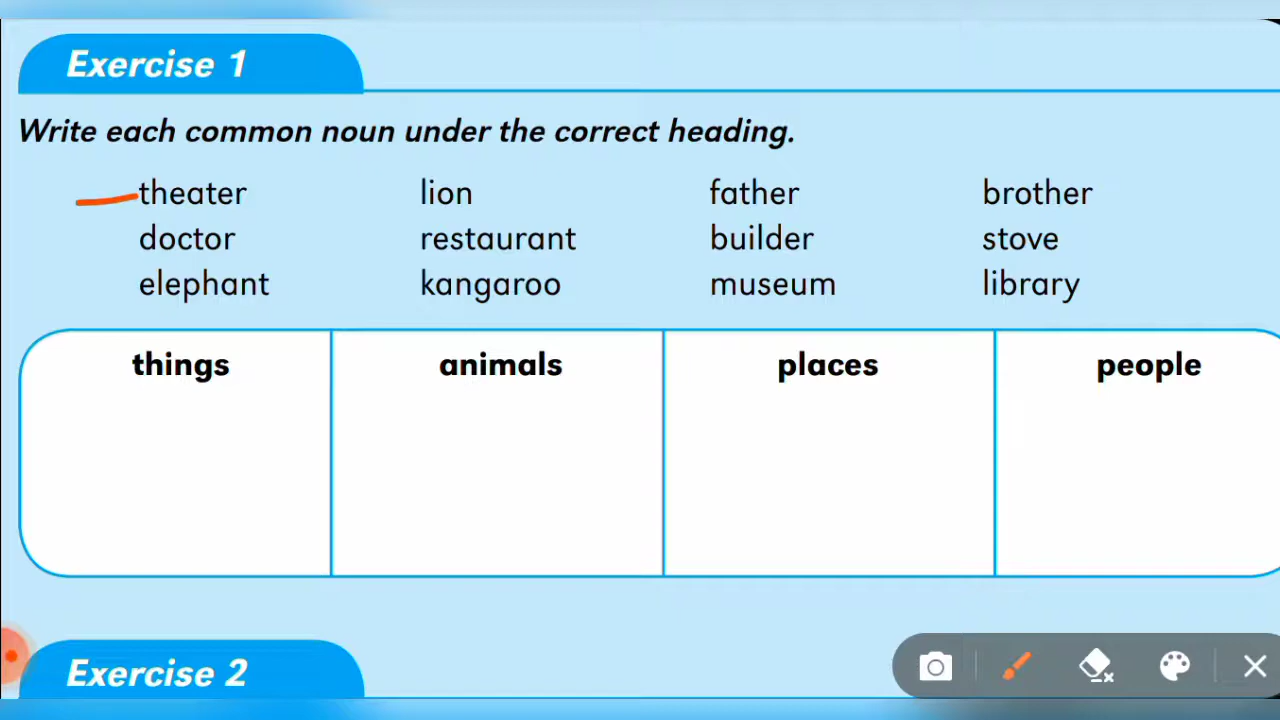 Exercise 1
Write each common noun under the correct heading.
theater lion father brother
doctor restaurant builder stove
elephant kangaroo museum library
things animals places people
Exercise 2